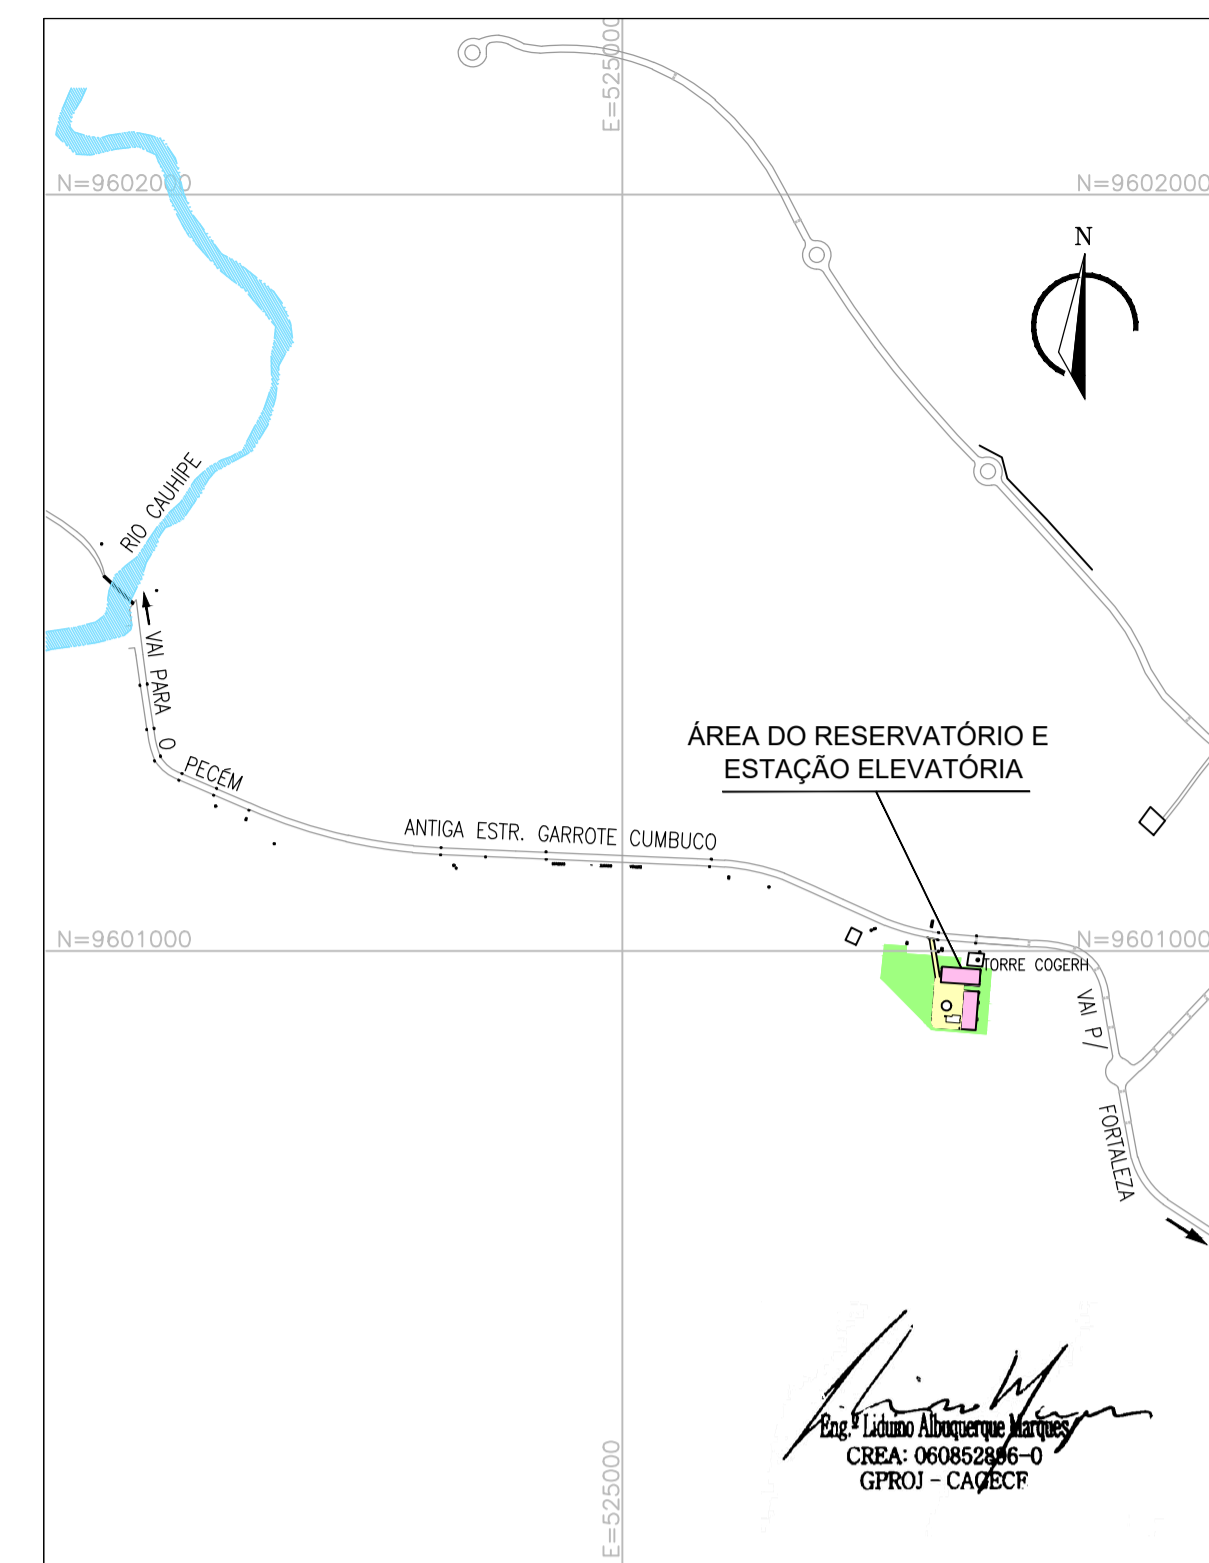 E=525000
N=9602000
N=9602000
N
RIO CAUHÍPE
VAI PARA O PECÉM
ÁREA DO RESERVATÓRIO E
ESTAÇÃO ELEVATÓRIA
ANTIGA ESTR. GARROTE CUMBUCO
N=9601000
N=9601000
TORRE COGERH
VAI P/
FORTALEZA
Eng.º Liduino Albuquerque Marques
CREA: 060852896-0
GPROJ - CAGECE
E=525000